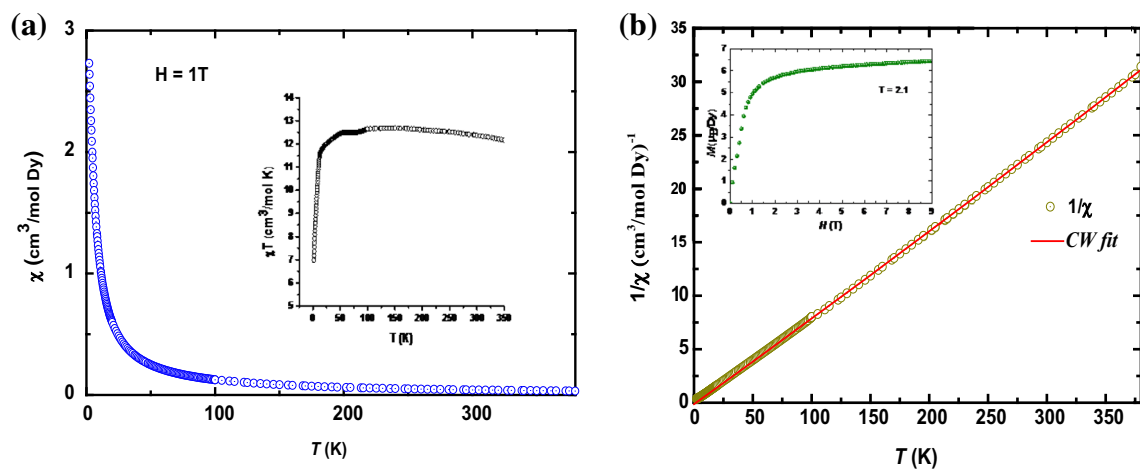 (a)
3
2
1
0
χ (cm³/mol Dy)
H = 1T
14
13
12
11
10
9
8
7
6
5
χT (cm³/mol K)
0 50 100 150 200 250 300 350
T (K)
0 100 200 300
T (K)
(b)
35
30
25
20
15
10
5
0
1/χ (cm³/mol Dy)⁻¹
7
6
5
4
3
2
1
0
T = 2.1
0 1 2 3 4 5 6 7 8 9
H (T)
1/χ
CW fit
0 50 100 150 200 250 300 350
T (K)